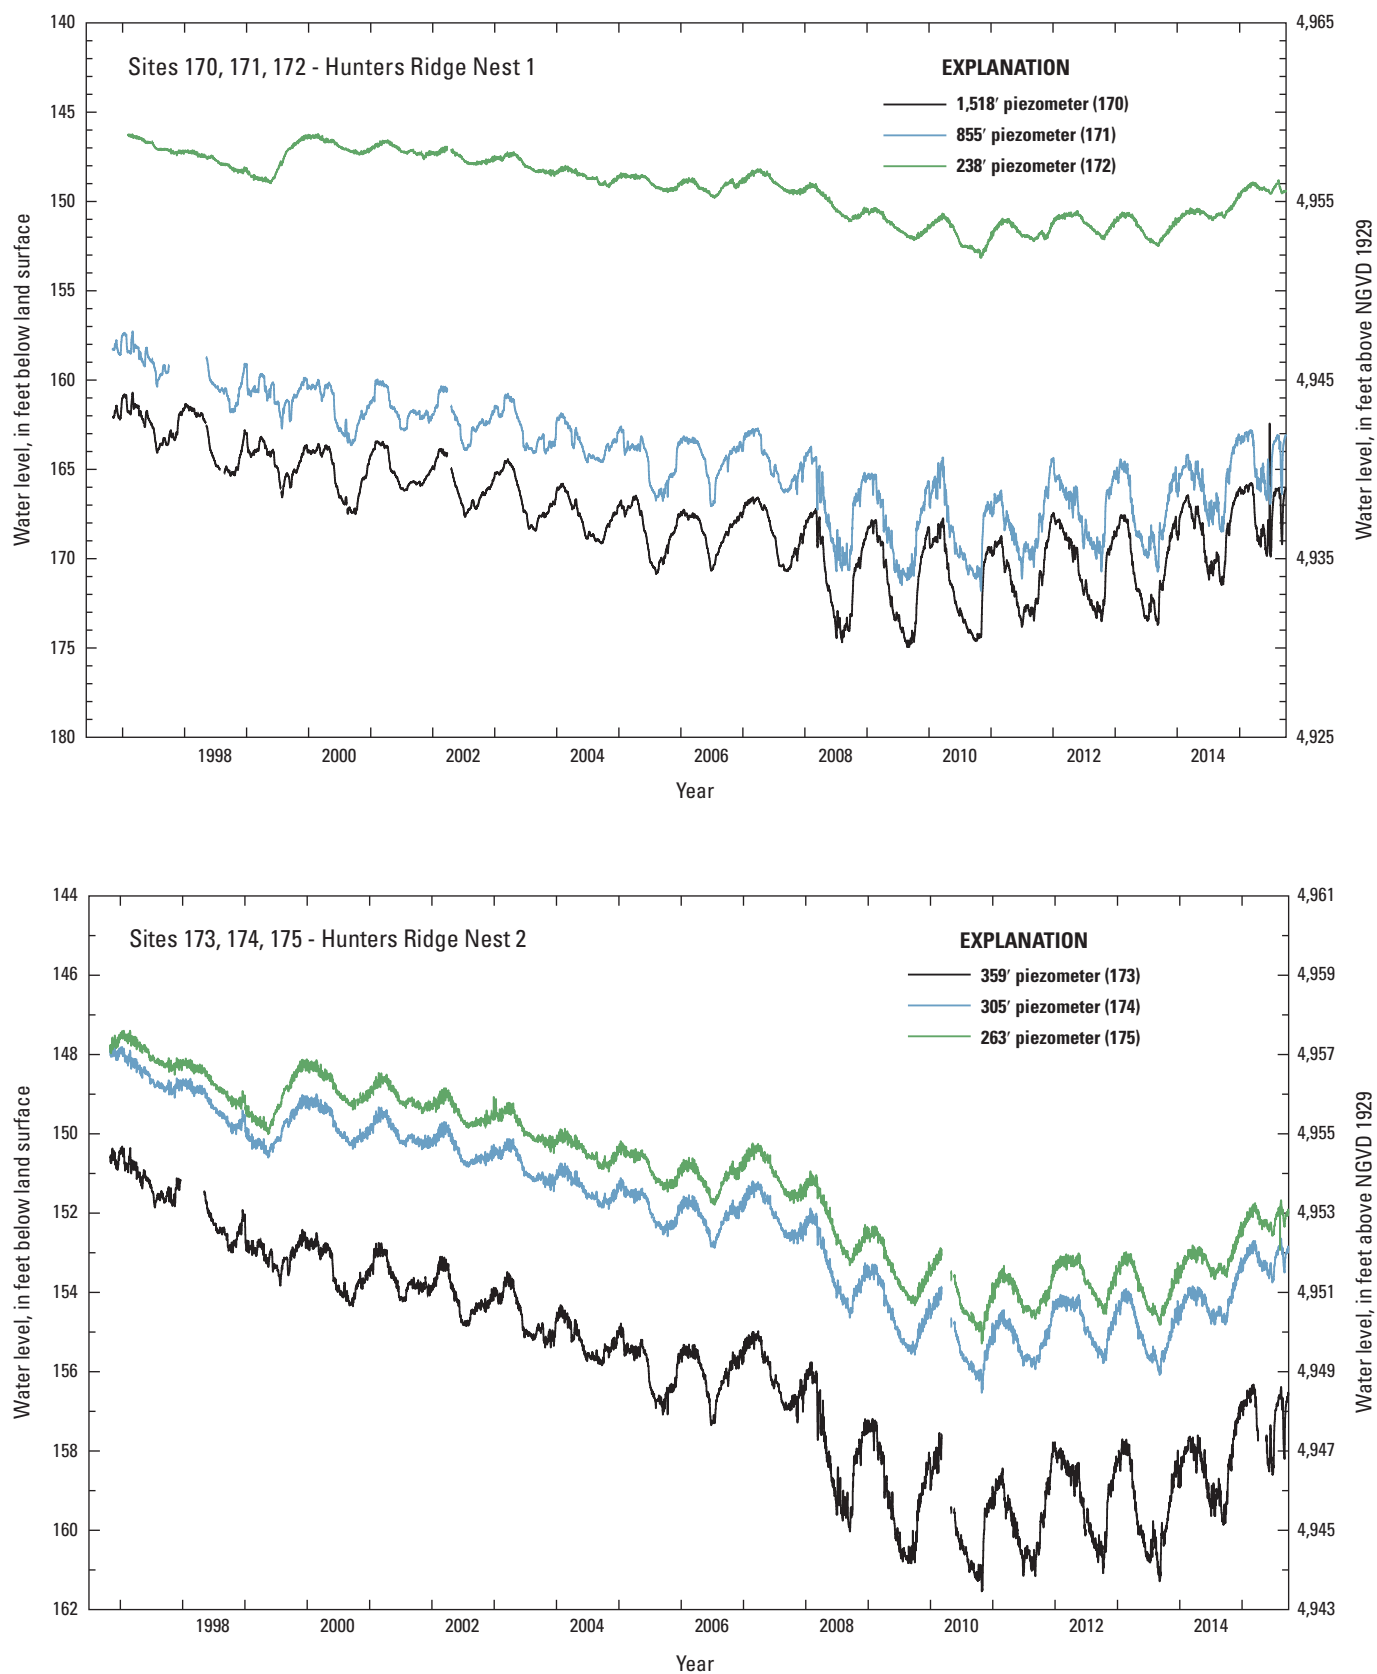 140
145
150
155
160
165
170
175
180
Water level, in feet below land surface
Sites 170, 171, 172 - Hunters Ridge Nest 1
EXPLANATION
1,518′ piezometer (170)
855′ piezometer (171)
238′ piezometer (172)
4,965
4,955
4,945
4,935
4,925
Water level, in feet above NGVD 1929
1998 2000 2002 2004 2006 2008 2010 2012 2014
Year
144
146
148
150
152
154
156
158
160
162
Water level, in feet below land surface
Sites 173, 174, 175 - Hunters Ridge Nest 2
EXPLANATION
359′ piezometer (173)
305′ piezometer (174)
263′ piezometer (175)
4,961
4,959
4,957
4,955
4,953
4,951
4,949
4,947
4,945
4,943
Water level, in feet above NGVD 1929
1998 2000 2002 2004 2006 2008 2010 2012 2014
Year